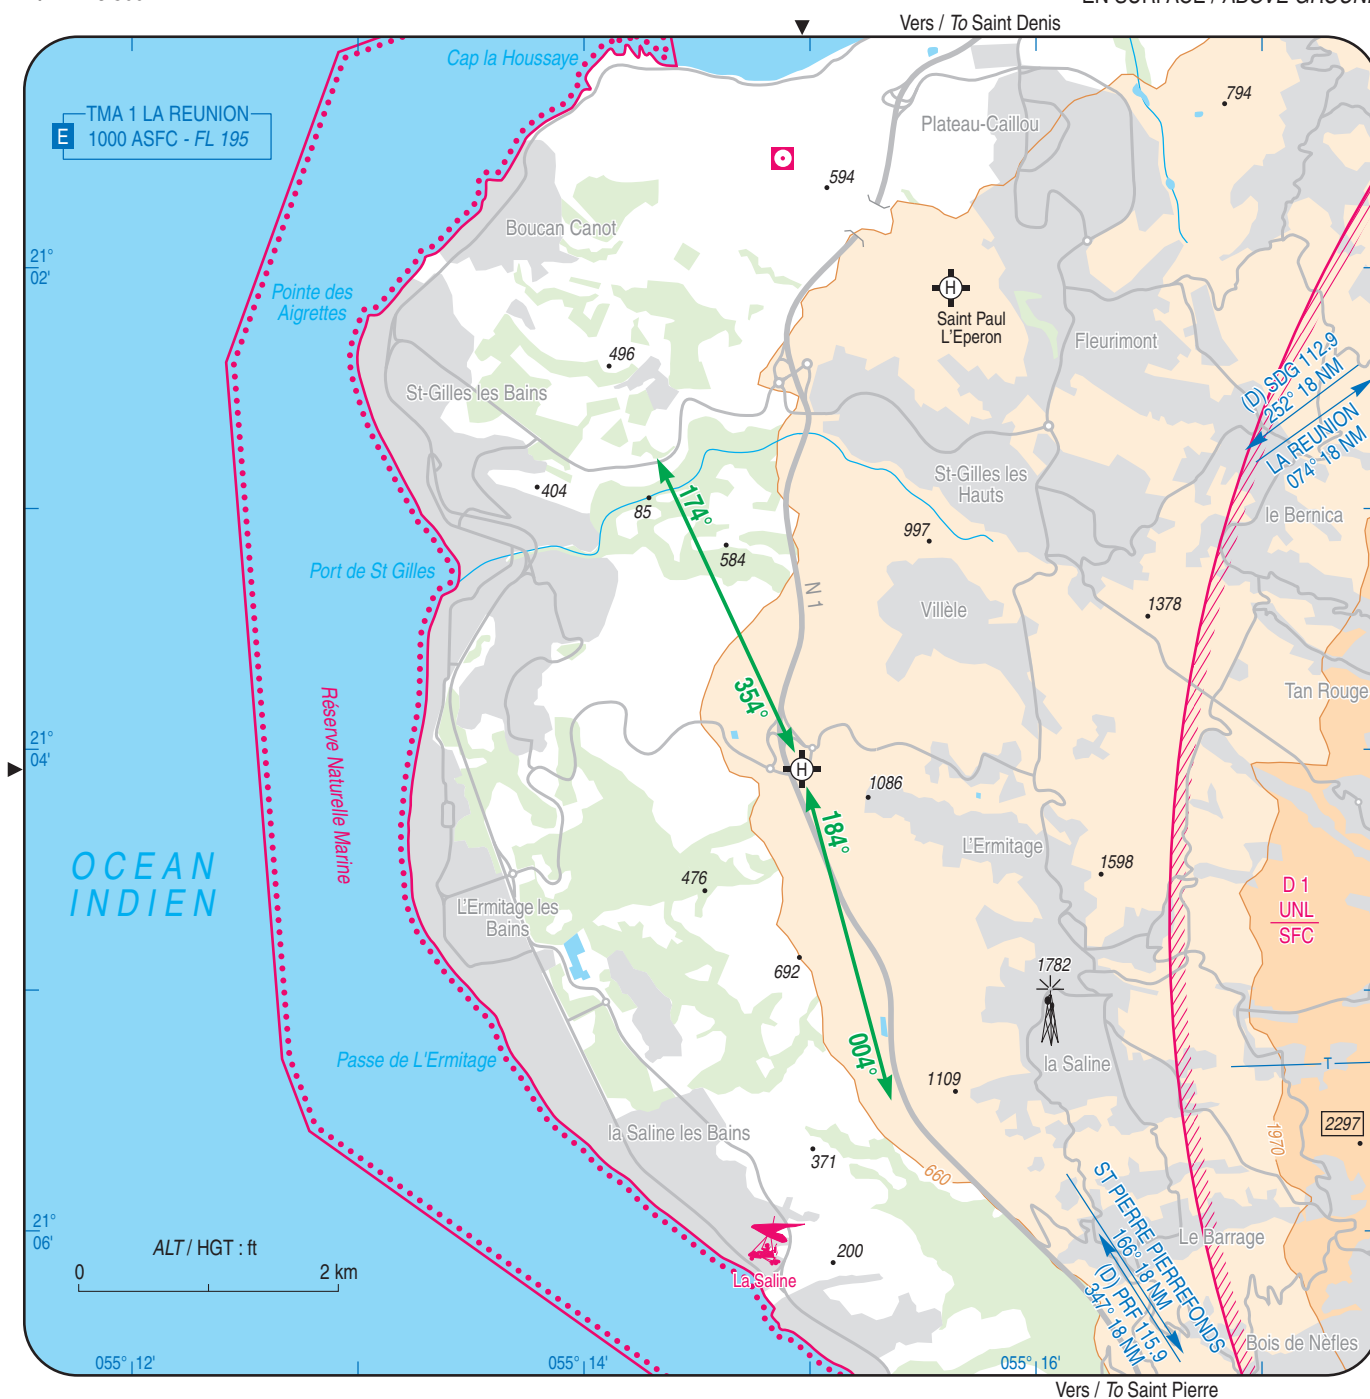 Vers / To Saint Denis
Cap la Houssaye
TMA 1 LA REUNION
E
1000 ASFC - FL 195
794
Plateau-Caillou
594
Boucan Canot
21°
02'
Pointe des
Aigrettes
H
Saint Paul
L'Eperon
Fleurimont
496
St-Gilles les Bains
(D) SDG 112.9
252° 18 NM
LA REUNION
074° 18 NM
404
85
174°
St-Gilles les
Hauts
le Bernica
997
584
Port de St Gilles
N 1
Villèle
1378
354°
Tan Rouge
Réserve Naturelle Marine
21°
04'
H
1086
184°
L'Ermitage
OCEAN
INDIEN
476
1598
D 1
UNL
SFC
L'Ermitage les
Bains
692
1782
Passe de L'Ermitage
004°
la Saline
T
1109
la Saline les Bains
371
660
1970
2297
ST PIERRE PIERREFONDS
166° 18 NM
(D) PRF 115.9
347° 18 NM
21°
06'
ALT / HGT : ft
0
2 km
La Saline
200
Le Barrage
Bois de Nèfles
055° 12'
055° 14'
055° 16'
Vers / To Saint Pierre